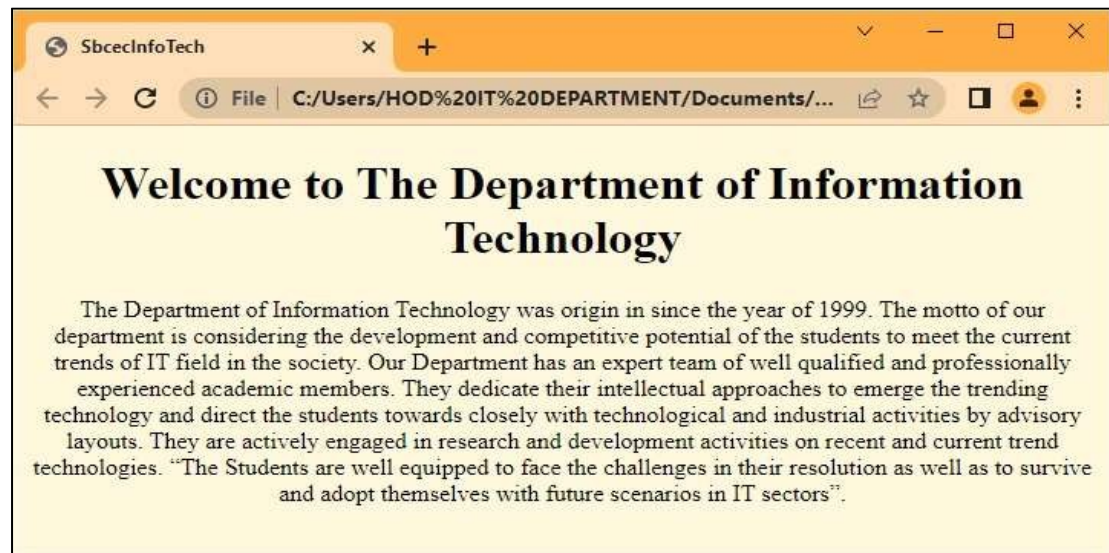 SbcecInfoTech
File | C:/Users/HOD%20IT%20DEPARTMENT/Documents/...
Welcome to The Department of Information
Technology
The Department of Information Technology was origin in since the year of 1999. The motto of our
department is considering the development and competitive potential of the students to meet the current
trends of IT field in the society. Our Department has an expert team of well qualified and professionally
experienced academic members. They dedicate their intellectual approaches to emerge the trending
technology and direct the students towards closely with technological and industrial activities by advisory
layouts. They are actively engaged in research and development activities on recent and current trend
technologies. “The Students are well equipped to face the challenges in their resolution as well as to survive
and adopt themselves with future scenarios in IT sectors”.